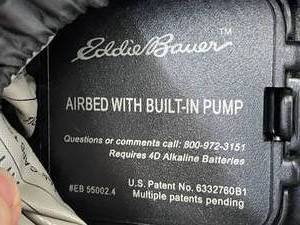 Eddie Bauer™
AIRBED WITH BUILT-IN PUMP
Questions or comments call: 800-972-3151
Requires 4D Alkaline Batteries
#EB 55002.4
U.S. Patent No. 6332760B1
Multiple patents pending